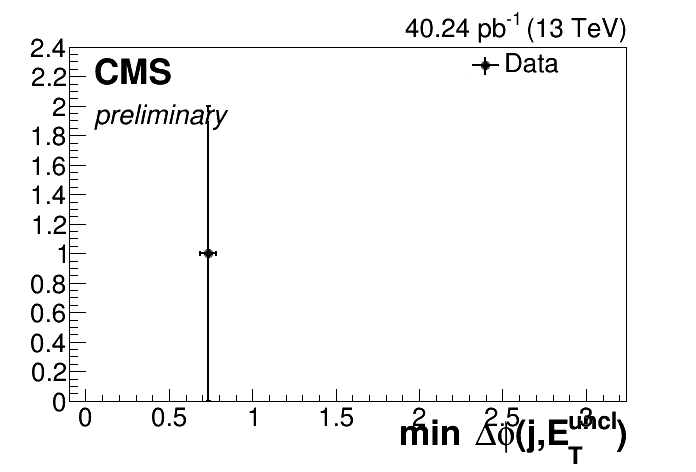 40.24 pb⁻¹ (13 TeV)
CMS
preliminary
Data
2.4
2.2
2
1.8
1.6
1.4
1.2
1
0.8
0.6
0.4
0.2
0
0 0.5 1 1.5 2 2.5 3
min Δϕ(j,E_T^uncl)